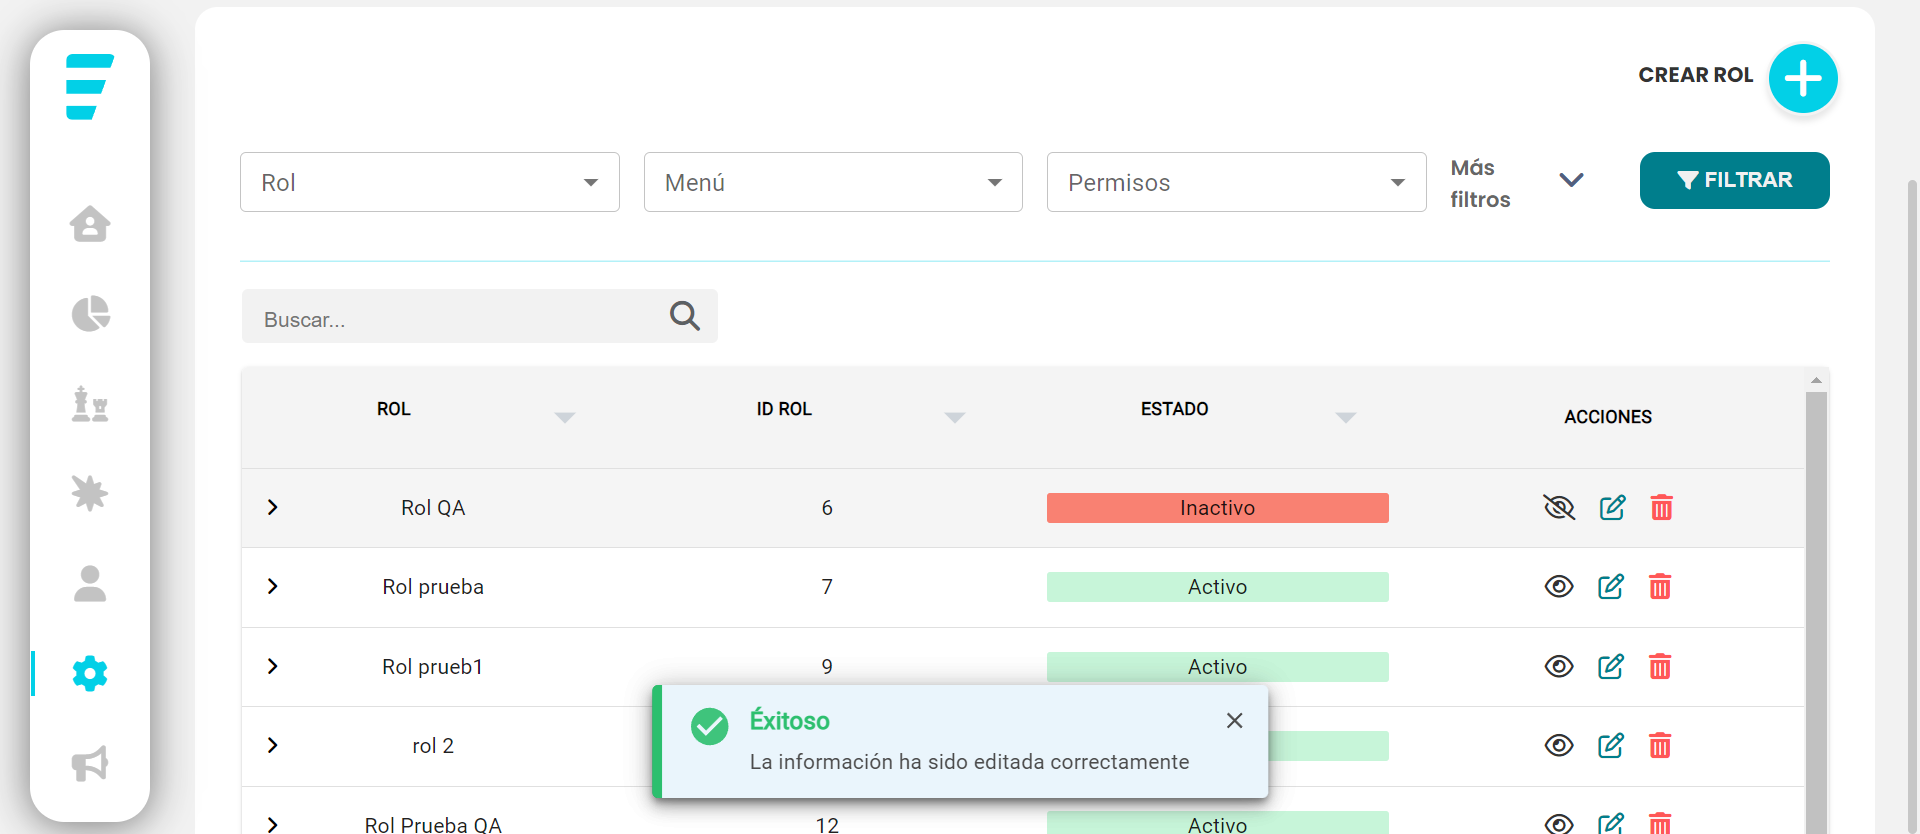 CREAR ROL
Rol
Menú
Permisos
Más
filtros
FILTRAR
Buscar...
ROL ID ROL ESTADO ACCIONES
Rol QA 6 Inactivo
Rol prueba 7 Activo
Rol prueb1 9 Activo
rol 2
Éxitoso
La información ha sido editada correctamente
Rol Prueba QA 12 Activo